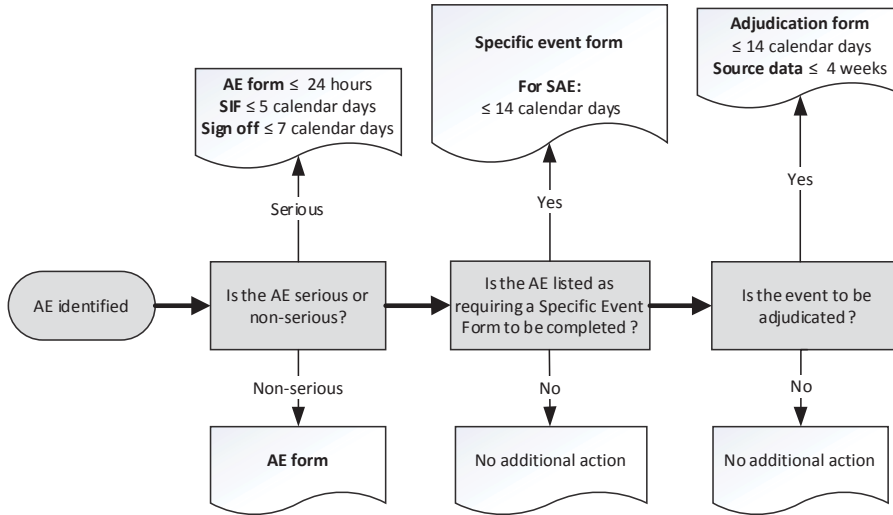 AE identified
AE form ≤ 24 hours
SIF ≤ 5 calendar days
Sign off ≤ 7 calendar days
Serious
Is the AE serious or
non-serious?
Non-serious
AE form
Specific event form
For SAE:
≤ 14 calendar days
Yes
Is the AE listed as
requiring a Specific Event
Form to be completed ?
No
No additional action
Adjudication form
≤ 14 calendar days
Source data ≤ 4 weeks
Yes
Is the event to be
adjudicated ?
No
No additional action